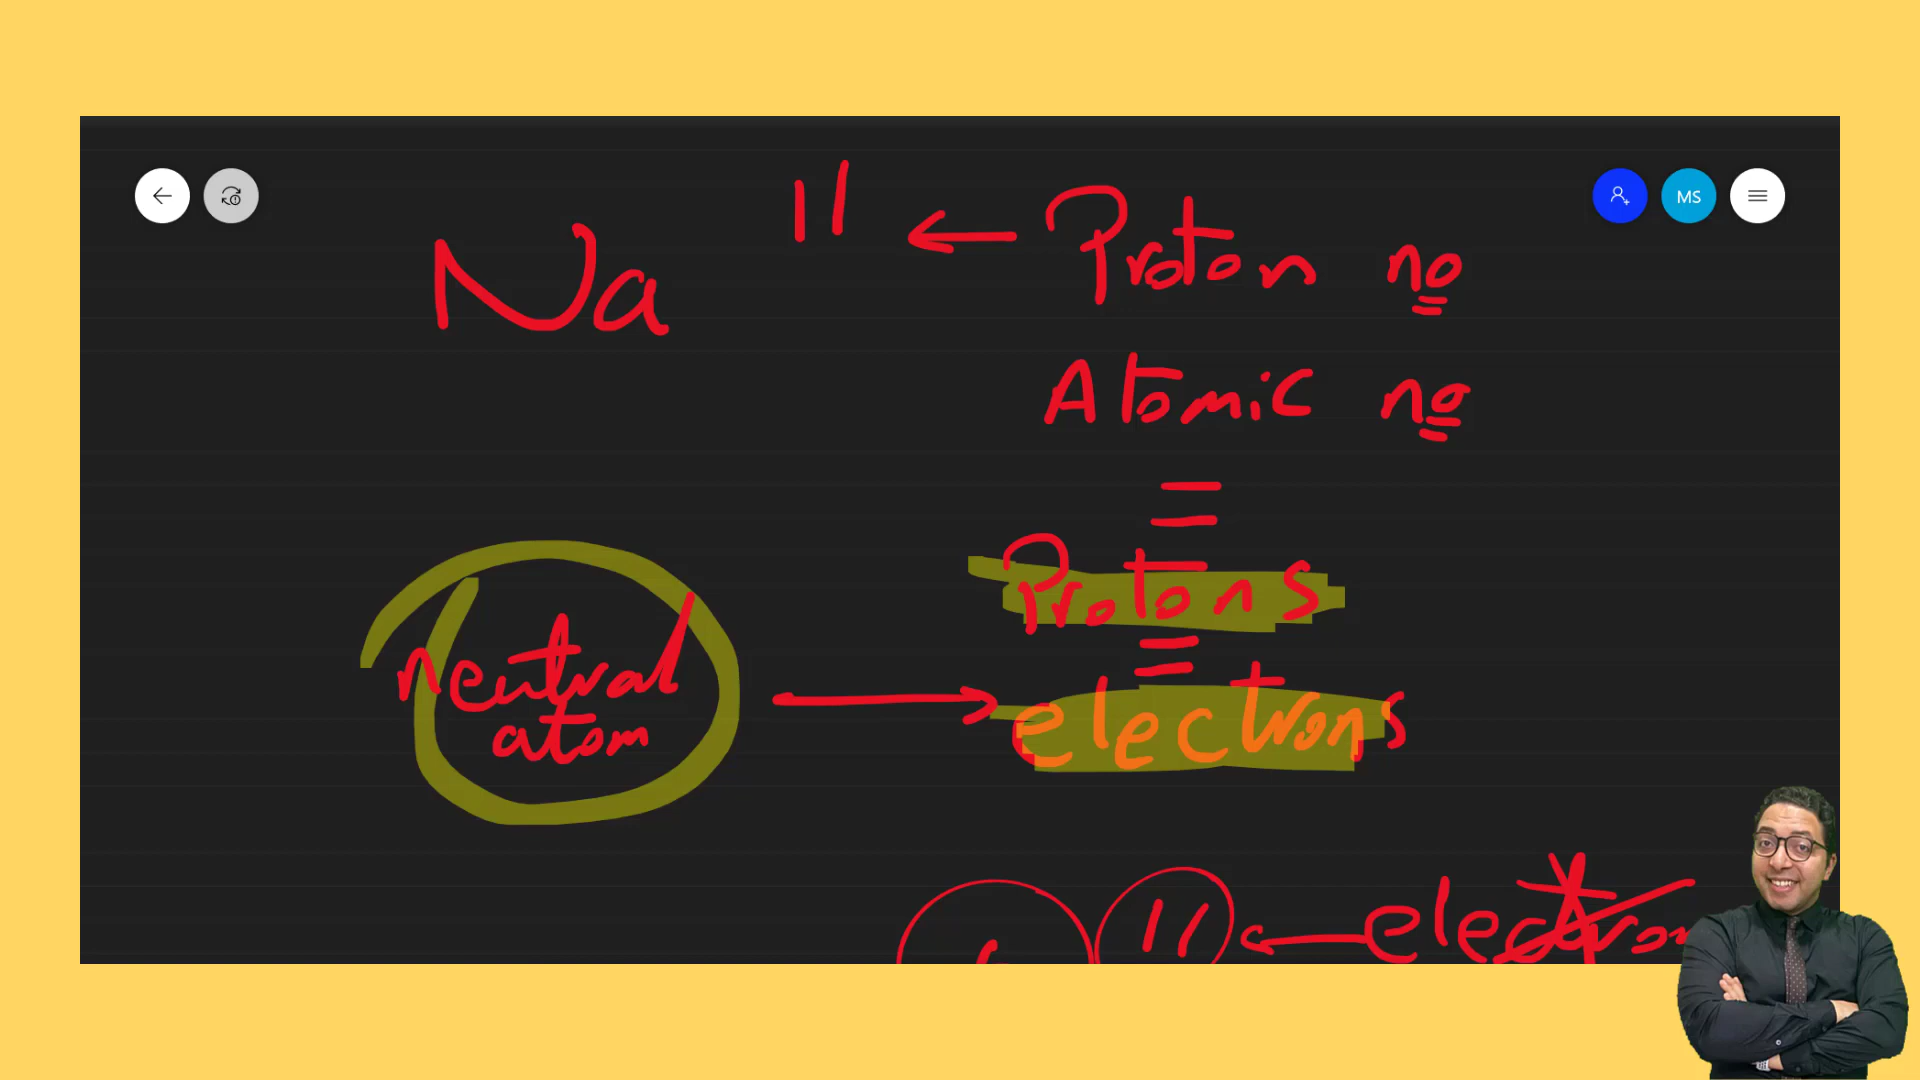 MS
Na 11 ← Proton no
Atomic no
=
Protons
=
neutral → electrons
atom
11 ← electron